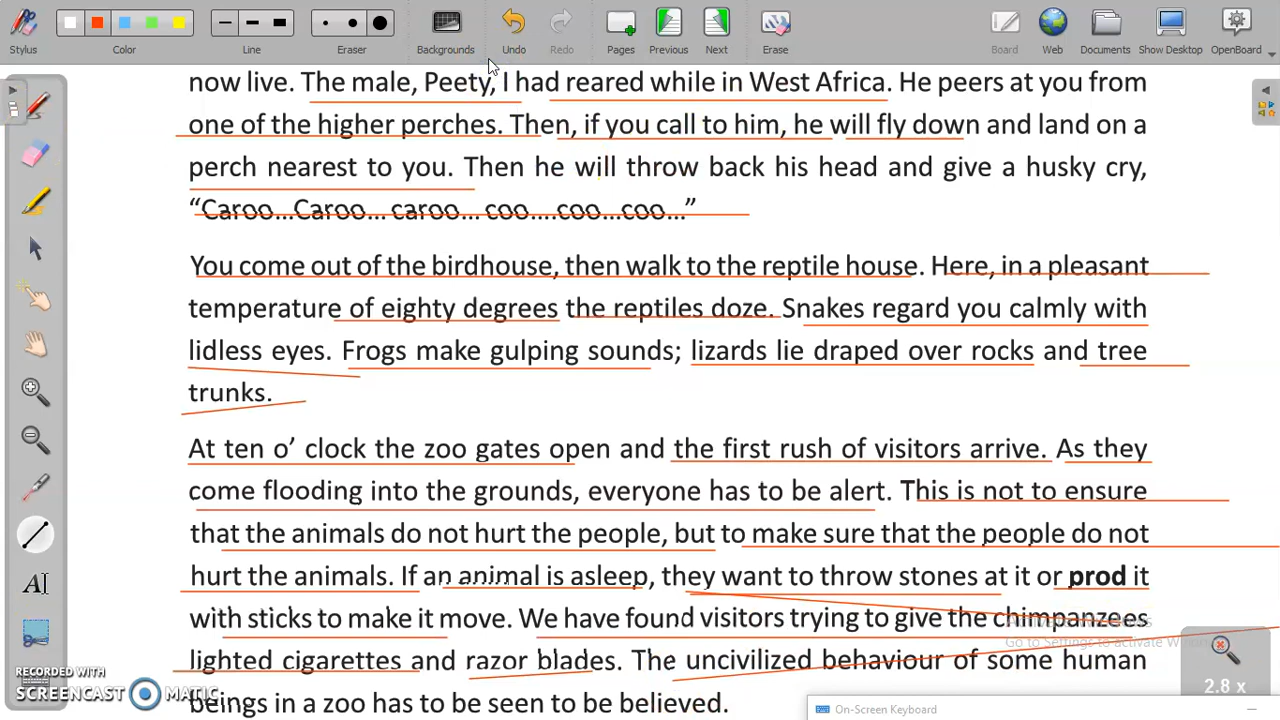 Stylus Color Line Eraser Backgrounds Undo Redo Pages Previous Next Erase Board Web Documents Show Desktop OpenBoard
now live. The male, Peety, I had reared while in West Africa. He peers at you from
one of the higher perches. Then, if you call to him, he will fly down and land on a
perch nearest to you. Then he will throw back his head and give a husky cry,
“Caroo...Caroo... caroo... coo....coo...coo...”
You come out of the birdhouse, then walk to the reptile house. Here, in a pleasant
temperature of eighty degrees the reptiles doze. Snakes regard you calmly with
lidless eyes. Frogs make gulping sounds; lizards lie draped over rocks and tree
trunks.
At ten o’ clock the zoo gates open and the first rush of visitors arrive. As they
come flooding into the grounds, everyone has to be alert. This is not to ensure
that the animals do not hurt the people, but to make sure that the people do not
hurt the animals. If an animal is asleep, they want to throw stones at it or prod it
with sticks to make it move. We have found visitors trying to give the chimpanzees
lighted cigarettes and razor blades. The uncivilized behaviour of some human
beings in a zoo has to be seen to be believed.
Go to Settings to activate
2.8 x
RECORDED WITH
SCREENCAST MATIC
On-Screen Keyboard